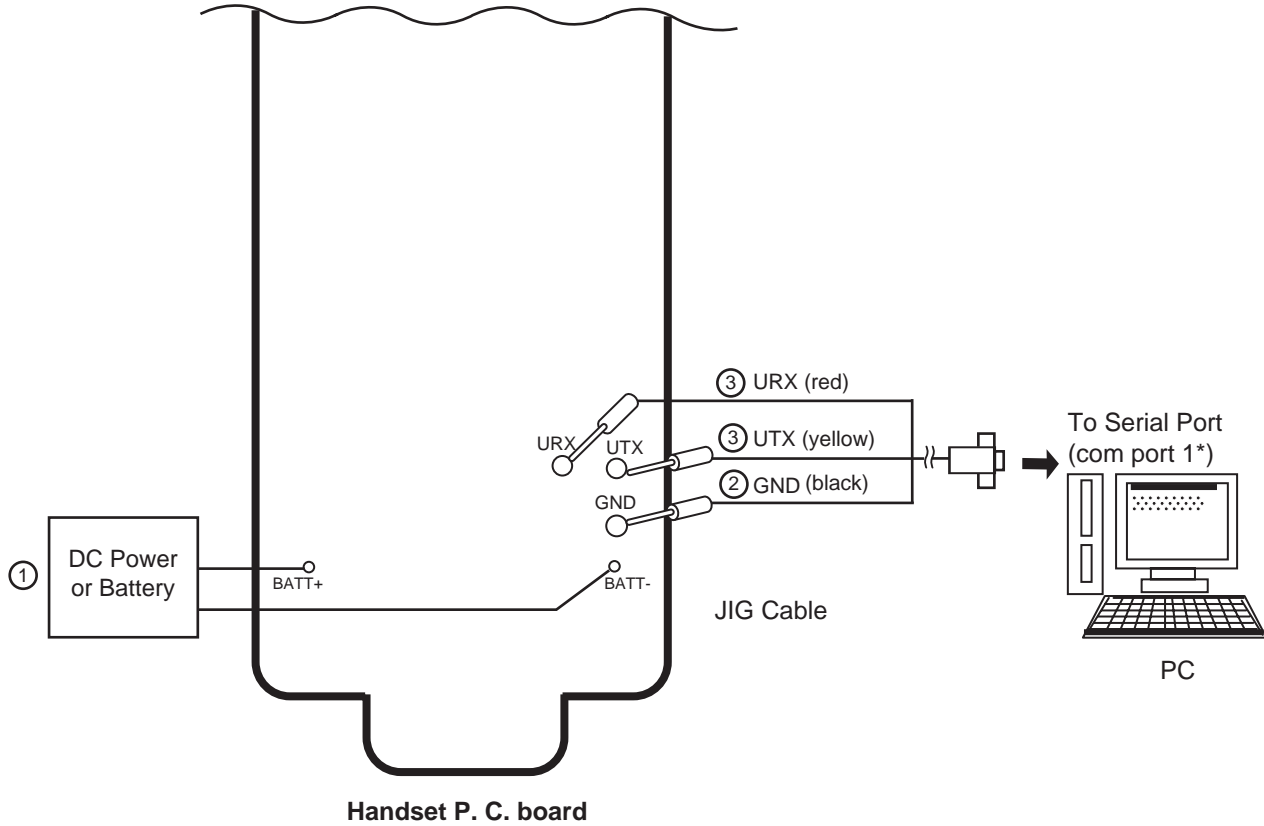 ③ URX (red)
To Serial Port
(com port 1*)
URX
UTX
③ UTX (yellow)
② GND (black)
GND
①
DC Power
or Battery
BATT+
BATT-
JIG Cable
PC
Handset P. C. board